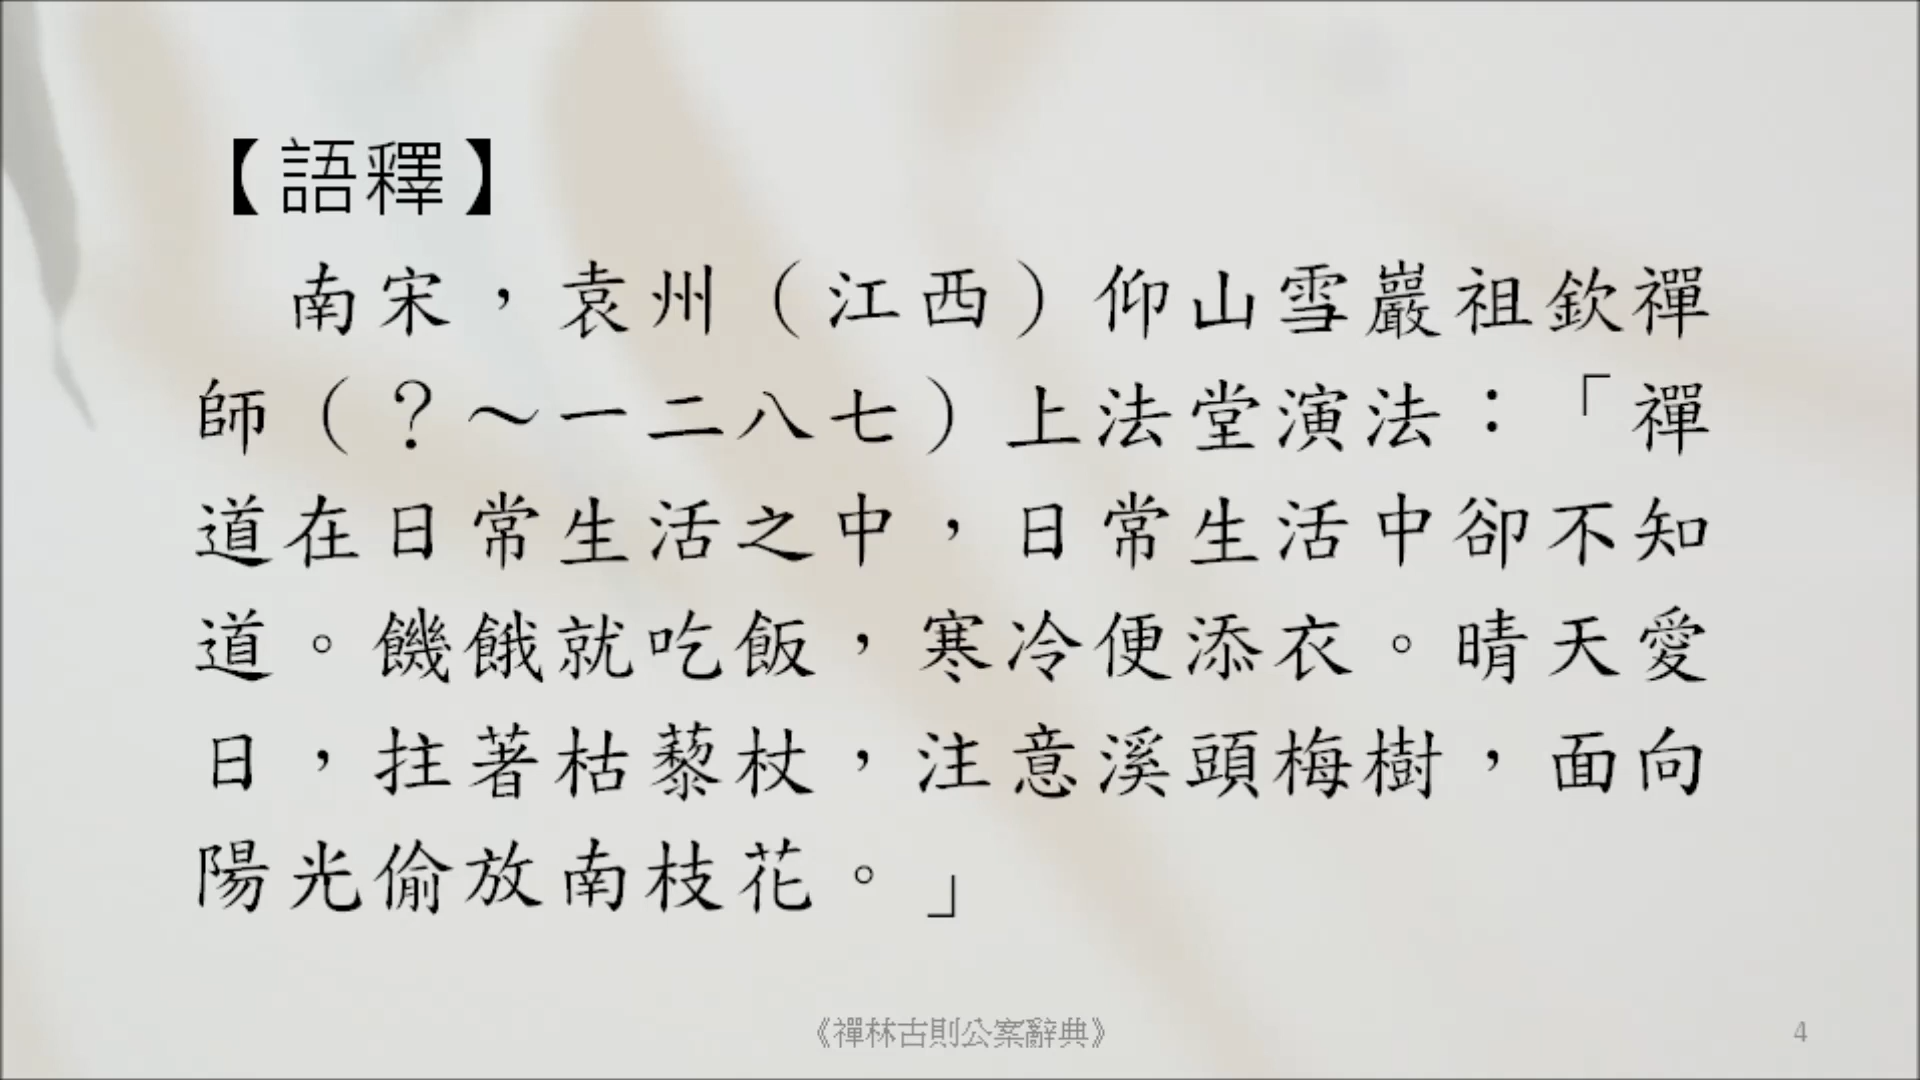 【語釋】
南宋，袁州（江西）仰山雪巖祖欽禪
師（？～一二八七）上法堂演法：「禪
道在日常生活之中，日常生活中卻不知
道。饑餓就吃飯，寒冷便添衣。晴天愛
日，拄著枯藜杖，注意溪頭梅樹，面向
陽光偷放南枝花。」
《禪林古則公案辭典》
4